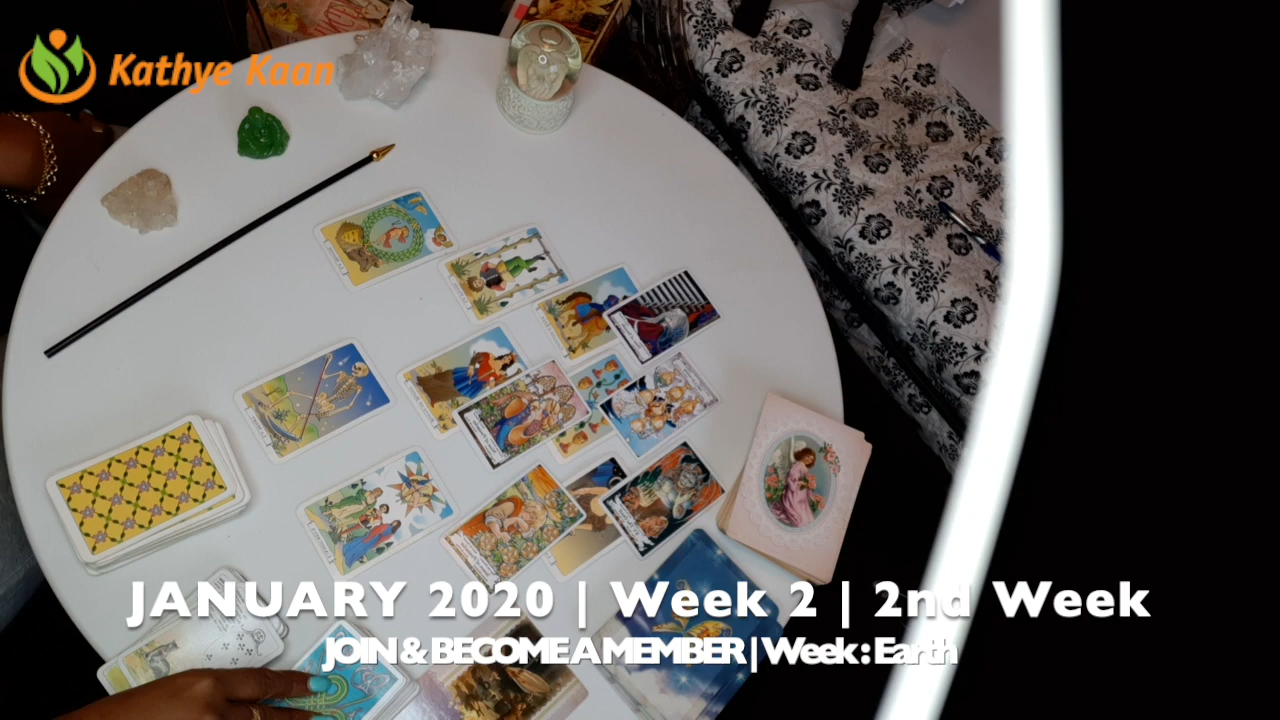 Kathye Kaan
JANUARY 2020 | Week 2 | 2nd Week
JOIN & BECOME A MEMBER | Week : Earth